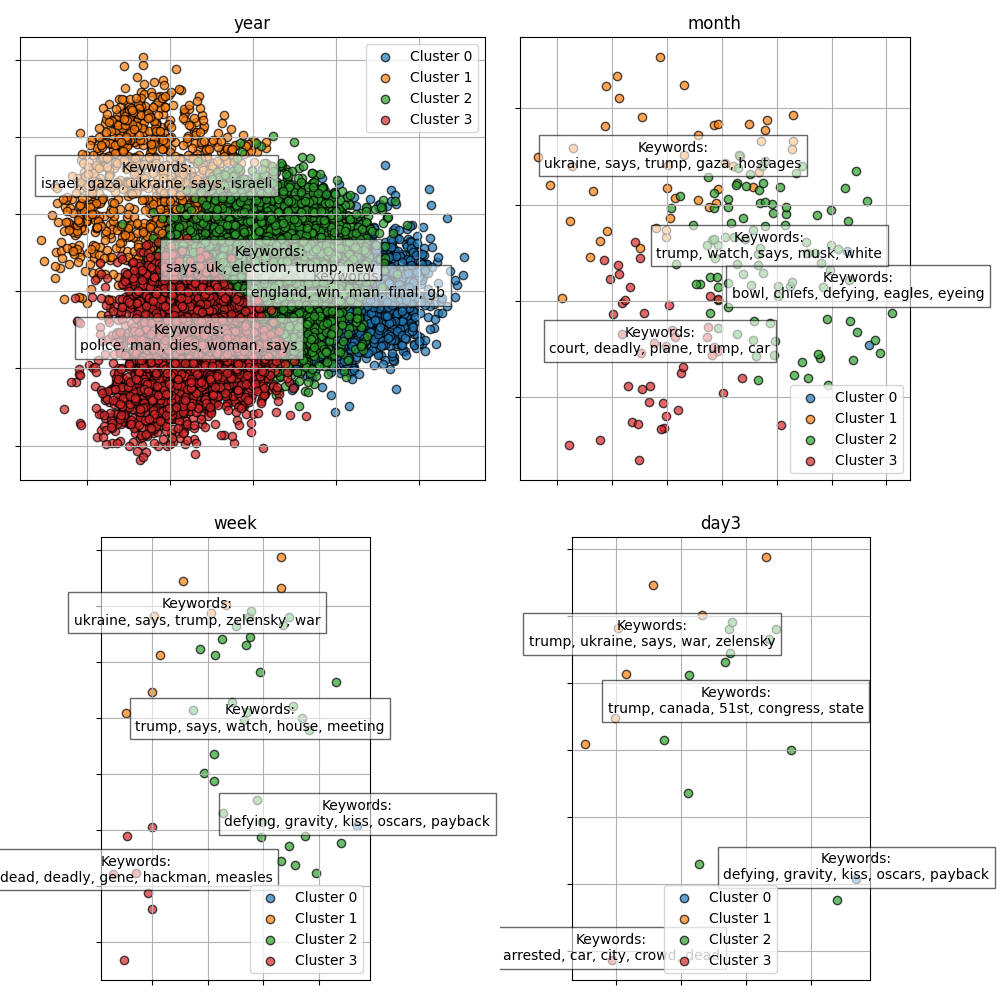 year
Cluster 0
Cluster 1
Cluster 2
Cluster 3
Keywords:
israel, gaza, ukraine, says, israeli
Keywords:
says, uk, election, trump, new
Keywords:
england, win, man, final, gb
Keywords:
police, man, dies, woman, says
month
Keywords:
ukraine, says, trump, gaza, hostages
Keywords:
trump, watch, says, musk, white
Keywords:
bowl, chiefs, defying, eagles, eyeing
Keywords:
court, deadly, plane, trump, car
Cluster 0
Cluster 1
Cluster 2
Cluster 3
week
Keywords:
ukraine, says, trump, zelensky, war
Keywords:
trump, says, watch, house, meeting
Keywords:
defying, gravity, kiss, oscars, payback
Keywords:
dead, deadly, gene, hackman, measles
Cluster 0
Cluster 1
Cluster 2
Cluster 3
day3
Keywords:
trump, ukraine, says, war, zelensky
Keywords:
trump, canada, 51st, congress, state
Keywords:
defying, gravity, kiss, oscars, payback
Keywords:
arrested, car, city, crowd, dead
Cluster 0
Cluster 1
Cluster 2
Cluster 3